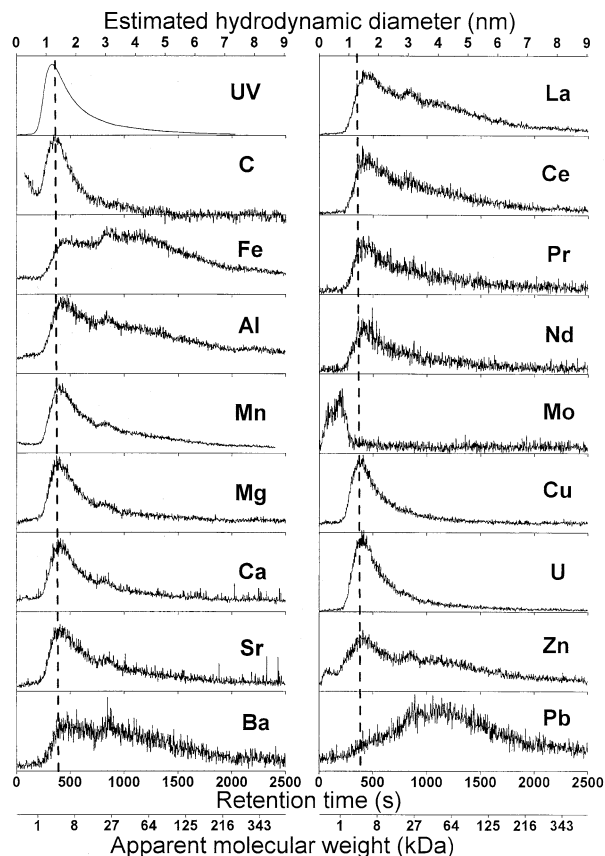 Estimated hydrodynamic diameter (nm)
0 1 2 3 4 5 6 7 8 9
0 1 2 3 4 5 6 7 8 9
UV
La
C
Ce
Fe
Pr
Al
Nd
Mn
Mo
Mg
Cu
Ca
U
Sr
Zn
Ba
Pb
0 500 1000 1500 2000 2500
0 500 1000 1500 2000 2500
Retention time (s)
1 8 27 64 125 216 343
1 8 27 64 125 216 343
Apparent molecular weight (kDa)